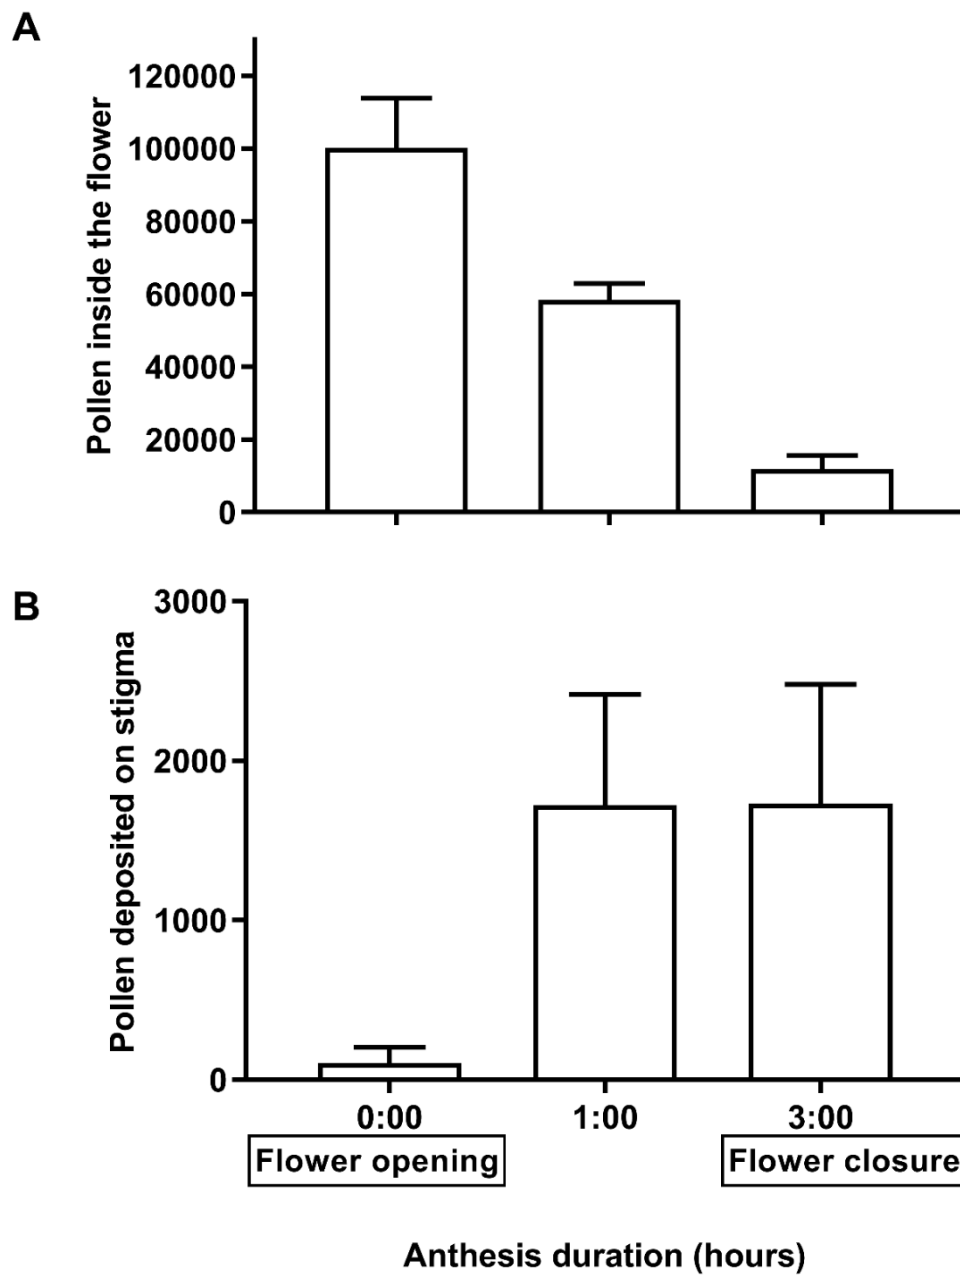 A
Pollen inside the flower
120000
100000
80000
60000
40000
20000
0
B
Pollen deposited on stigma
3000
2000
1000
0
0:00 1:00 3:00
Flower opening Flower closure
Anthesis duration (hours)